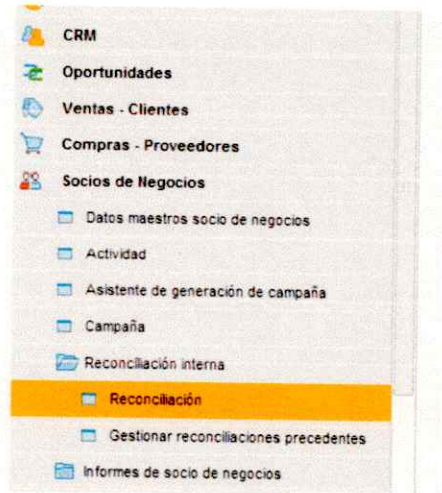 CRM
Oportunidades
Ventas - Clientes
Compras - Proveedores
Socios de Negocios
Datos maestros socio de negocios
Actividad
Asistente de generación de campaña
Campaña
Reconciliación interna
Reconciliación
Gestionar reconciliaciones precedentes
Informes de socio de negocios